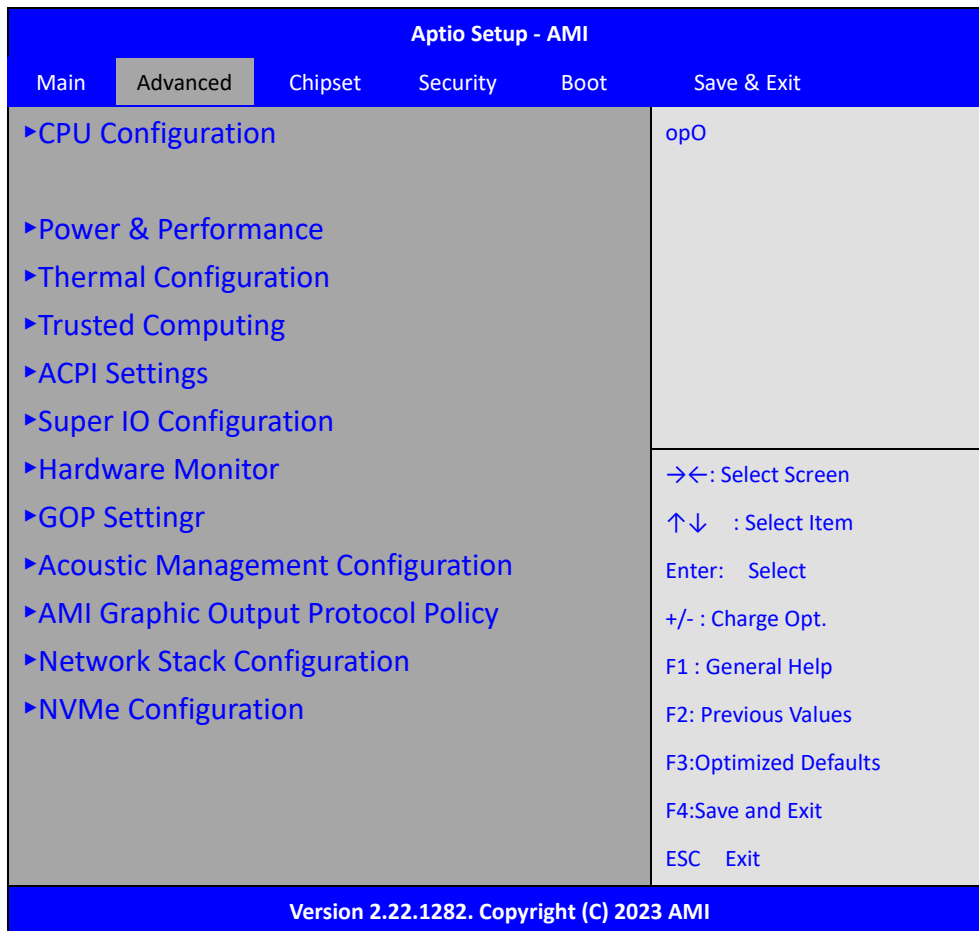 Aptio Setup - AMI
Main Advanced Chipset Security Boot Save & Exit
►CPU Configuration
►Power & Performance
►Thermal Configuration
►Trusted Computing
►ACPI Settings
►Super IO Configuration
►Hardware Monitor
►GOP Settingr
►Acoustic Management Configuration
►AMI Graphic Output Protocol Policy
►Network Stack Configuration
►NVMe Configuration
opO
→←: Select Screen
↑↓ : Select Item
Enter: Select
+/- : Charge Opt.
F1 : General Help
F2: Previous Values
F3:Optimized Defaults
F4:Save and Exit
ESC Exit
Version 2.22.1282. Copyright (C) 2023 AMI